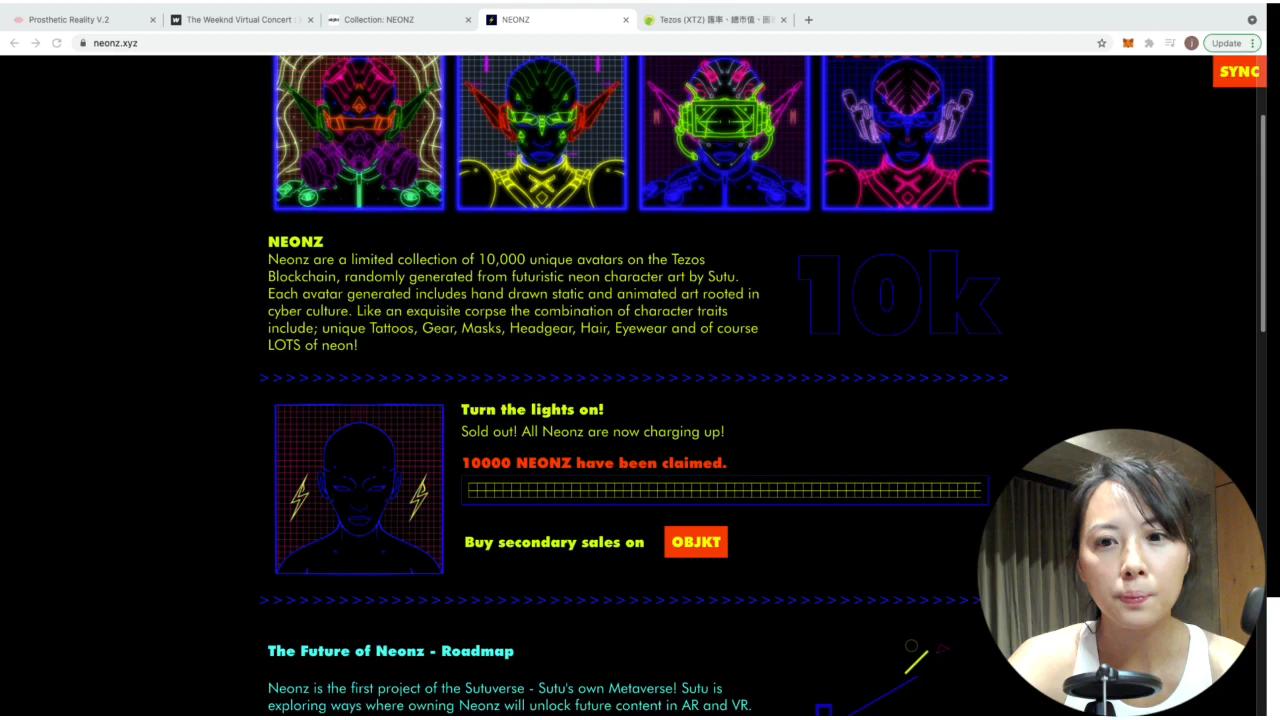 Prosthetic Reality V.2
The Weeknd Virtual Concert :
Collection: NEONZ
NEONZ
Tezos (XTZ) 匯率、總市值、圖
neonz.xyz
j
Update
SYNC
NEONZ
Neonz are a limited collection of 10,000 unique avatars on the Tezos
Blockchain, randomly generated from futuristic neon character art by Sutu.
Each avatar generated includes hand drawn static and animated art rooted in
cyber culture. Like an exquisite corpse the combination of character traits
include; unique Tattoos, Gear, Masks, Headgear, Hair, Eyewear and of course
LOTS of neon!
10k
>>>>>>>>>>>>>>>>>>>>>>>>>>>>>>>>>>>>>>>>>>>>>>>>>>>>>>>>>>>>>>>
Turn the lights on!
Sold out! All Neonz are now charging up!
10000 NEONZ have been claimed.
Buy secondary sales on OBJKT
>>>>>>>>>>>>>>>>>>>>>>>>>>>>>>>>>>>>>>>>>>>>>>>>>>>>>>>>>>>>
The Future of Neonz - Roadmap
Neonz is the first project of the Sutuverse - Sutu's own Metaverse! Sutu is
exploring ways where owning Neonz will unlock future content in AR and VR.